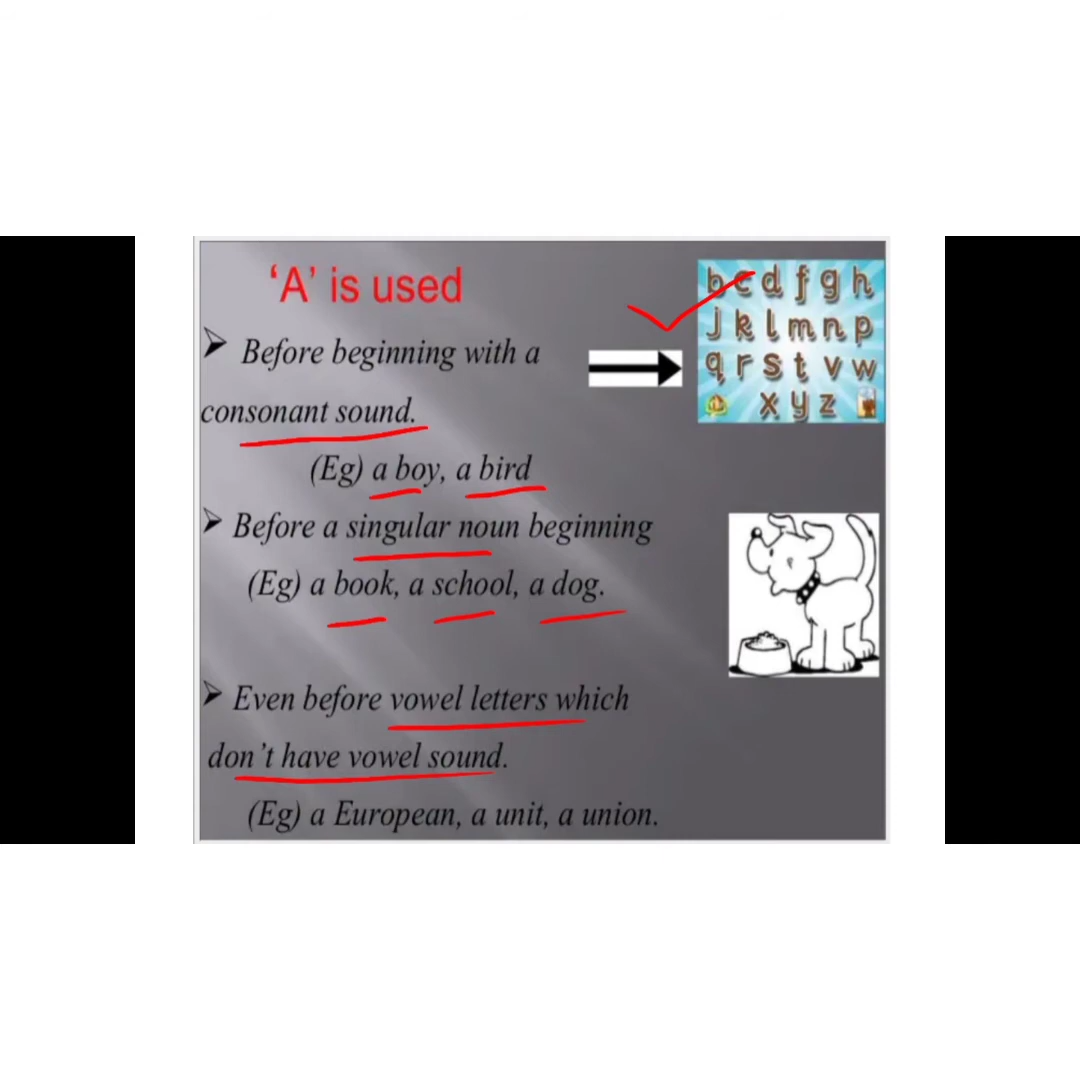 ‘A’ is used
Before beginning with a
consonant sound.
(Eg) a boy, a bird
Before a singular noun beginning
(Eg) a book, a school, a dog.
Even before vowel letters which
don’t have vowel sound.
(Eg) a European, a unit, a union.
b c d f g h
j k l m n p
q r s t v w
x y z